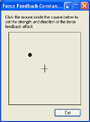 Force Feedback Constan...
Click the mouse inside the square below to
set the strength and direction of the force
feedback effect.
Exit